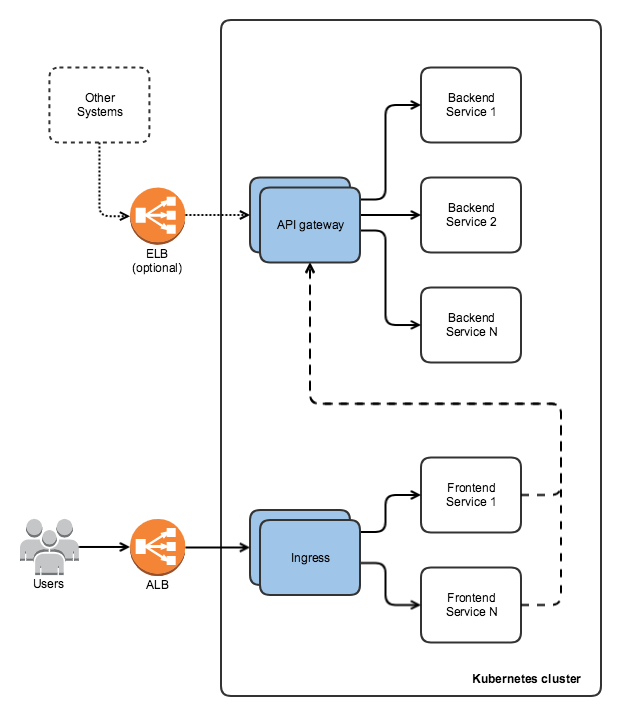 Other
Systems
Backend
Service 1
Backend
Service 2
API gateway
ELB
(optional)
Backend
Service N
Frontend
Service 1
Users
ALB
Ingress
Frontend
Service N
Kubernetes cluster